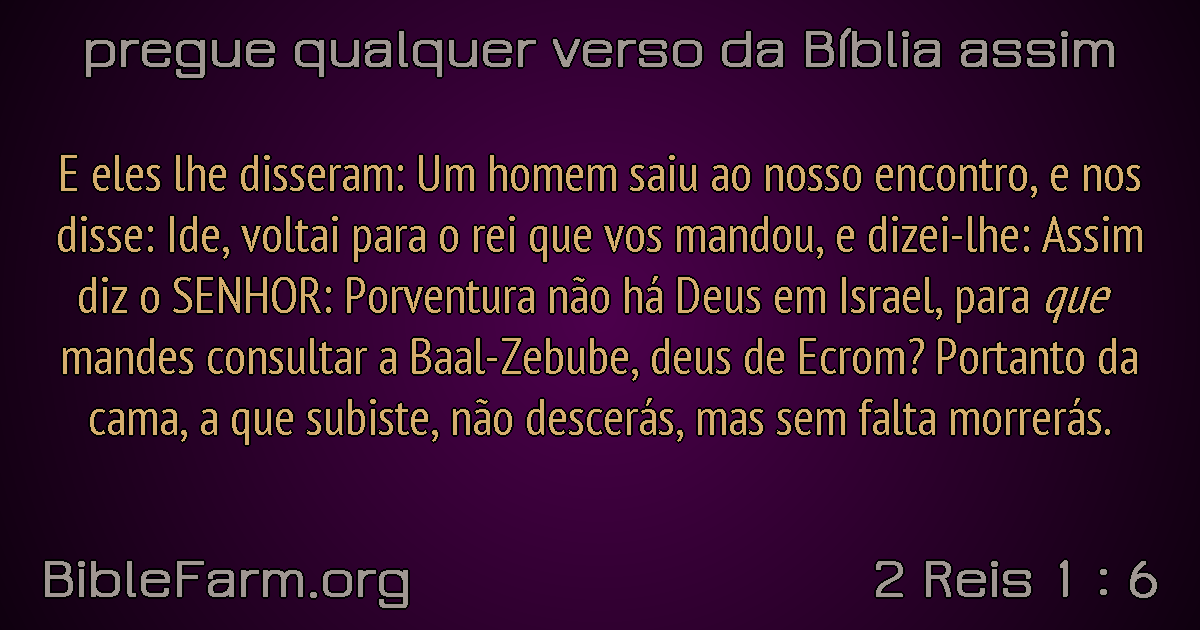 pregue qualquer verso da Bíblia assim
E eles lhe disseram: Um homem saiu ao nosso encontro, e nos
disse: Ide, voltai para o rei que vos mandou, e dizei-lhe: Assim
diz o SENHOR: Porventura não há Deus em Israel, para que
mandes consultar a Baal-Zebube, deus de Ecrom? Portanto da
cama, a que subiste, não descerás, mas sem falta morrerás.
BibleFarm.org
2 Reis 1 : 6